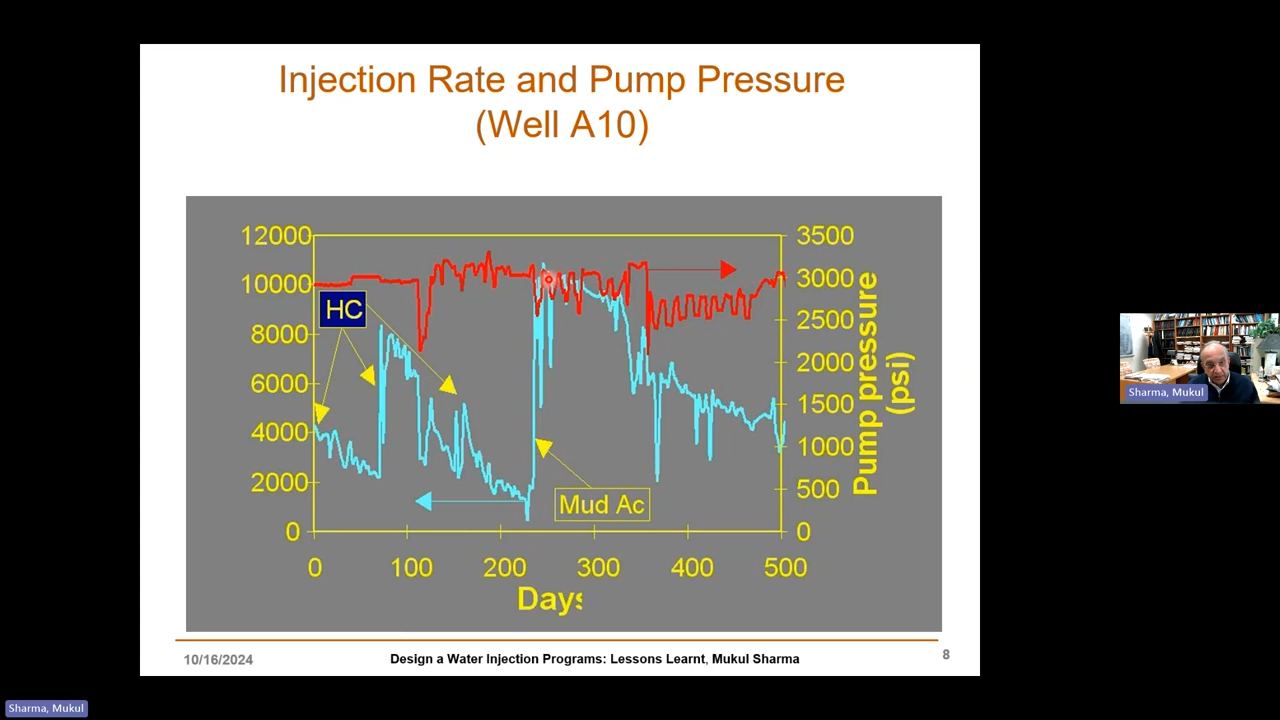 Injection Rate and Pump Pressure
(Well A10)
12000
10000
8000
6000
4000
2000
0
HC
Mud Ac
3500
3000
2500
2000
1500
1000
500
0
Pump pressure
(psi)
0 100 200 300 400 500
Days
10/16/2024
Design a Water Injection Programs: Lessons Learnt, Mukul Sharma
8
Sharma, Mukul
Sharma, Mukul